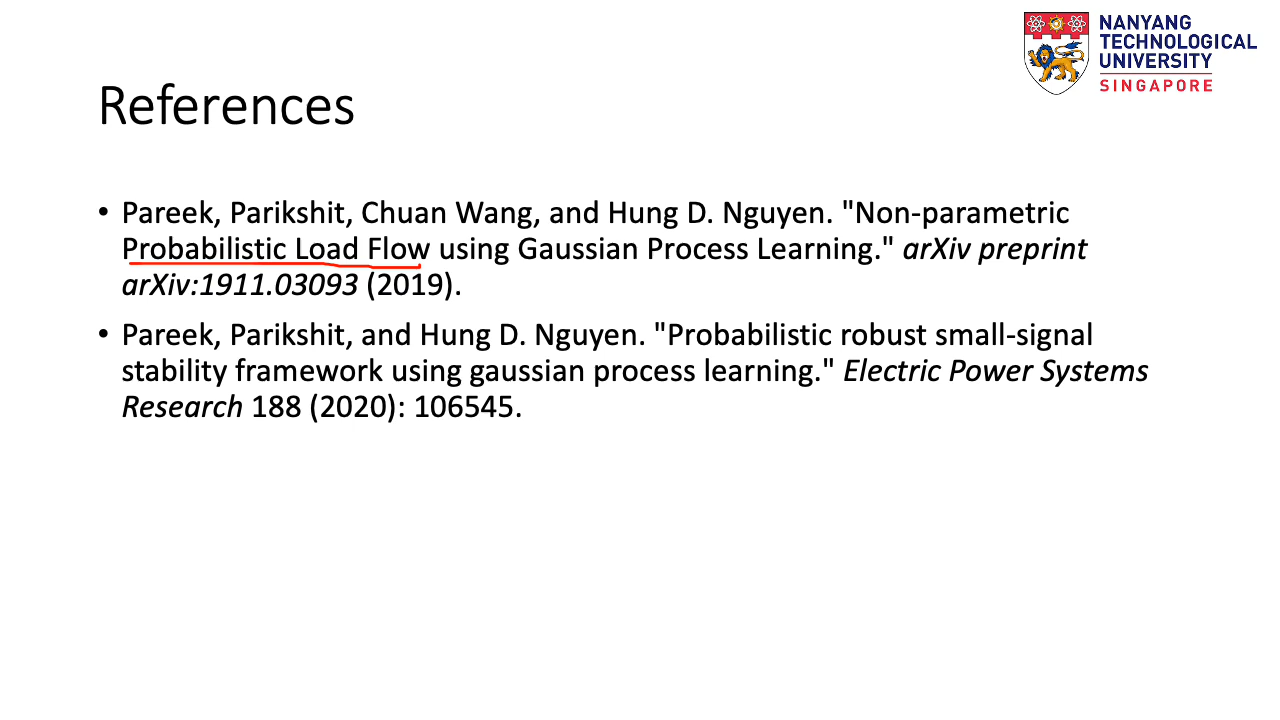 NANYANG
TECHNOLOGICAL
UNIVERSITY
SINGAPORE
References
• Pareek, Parikshit, Chuan Wang, and Hung D. Nguyen. "Non-parametric
Probabilistic Load Flow using Gaussian Process Learning." arXiv preprint
arXiv:1911.03093 (2019).
• Pareek, Parikshit, and Hung D. Nguyen. "Probabilistic robust small-signal
stability framework using gaussian process learning." Electric Power Systems
Research 188 (2020): 106545.